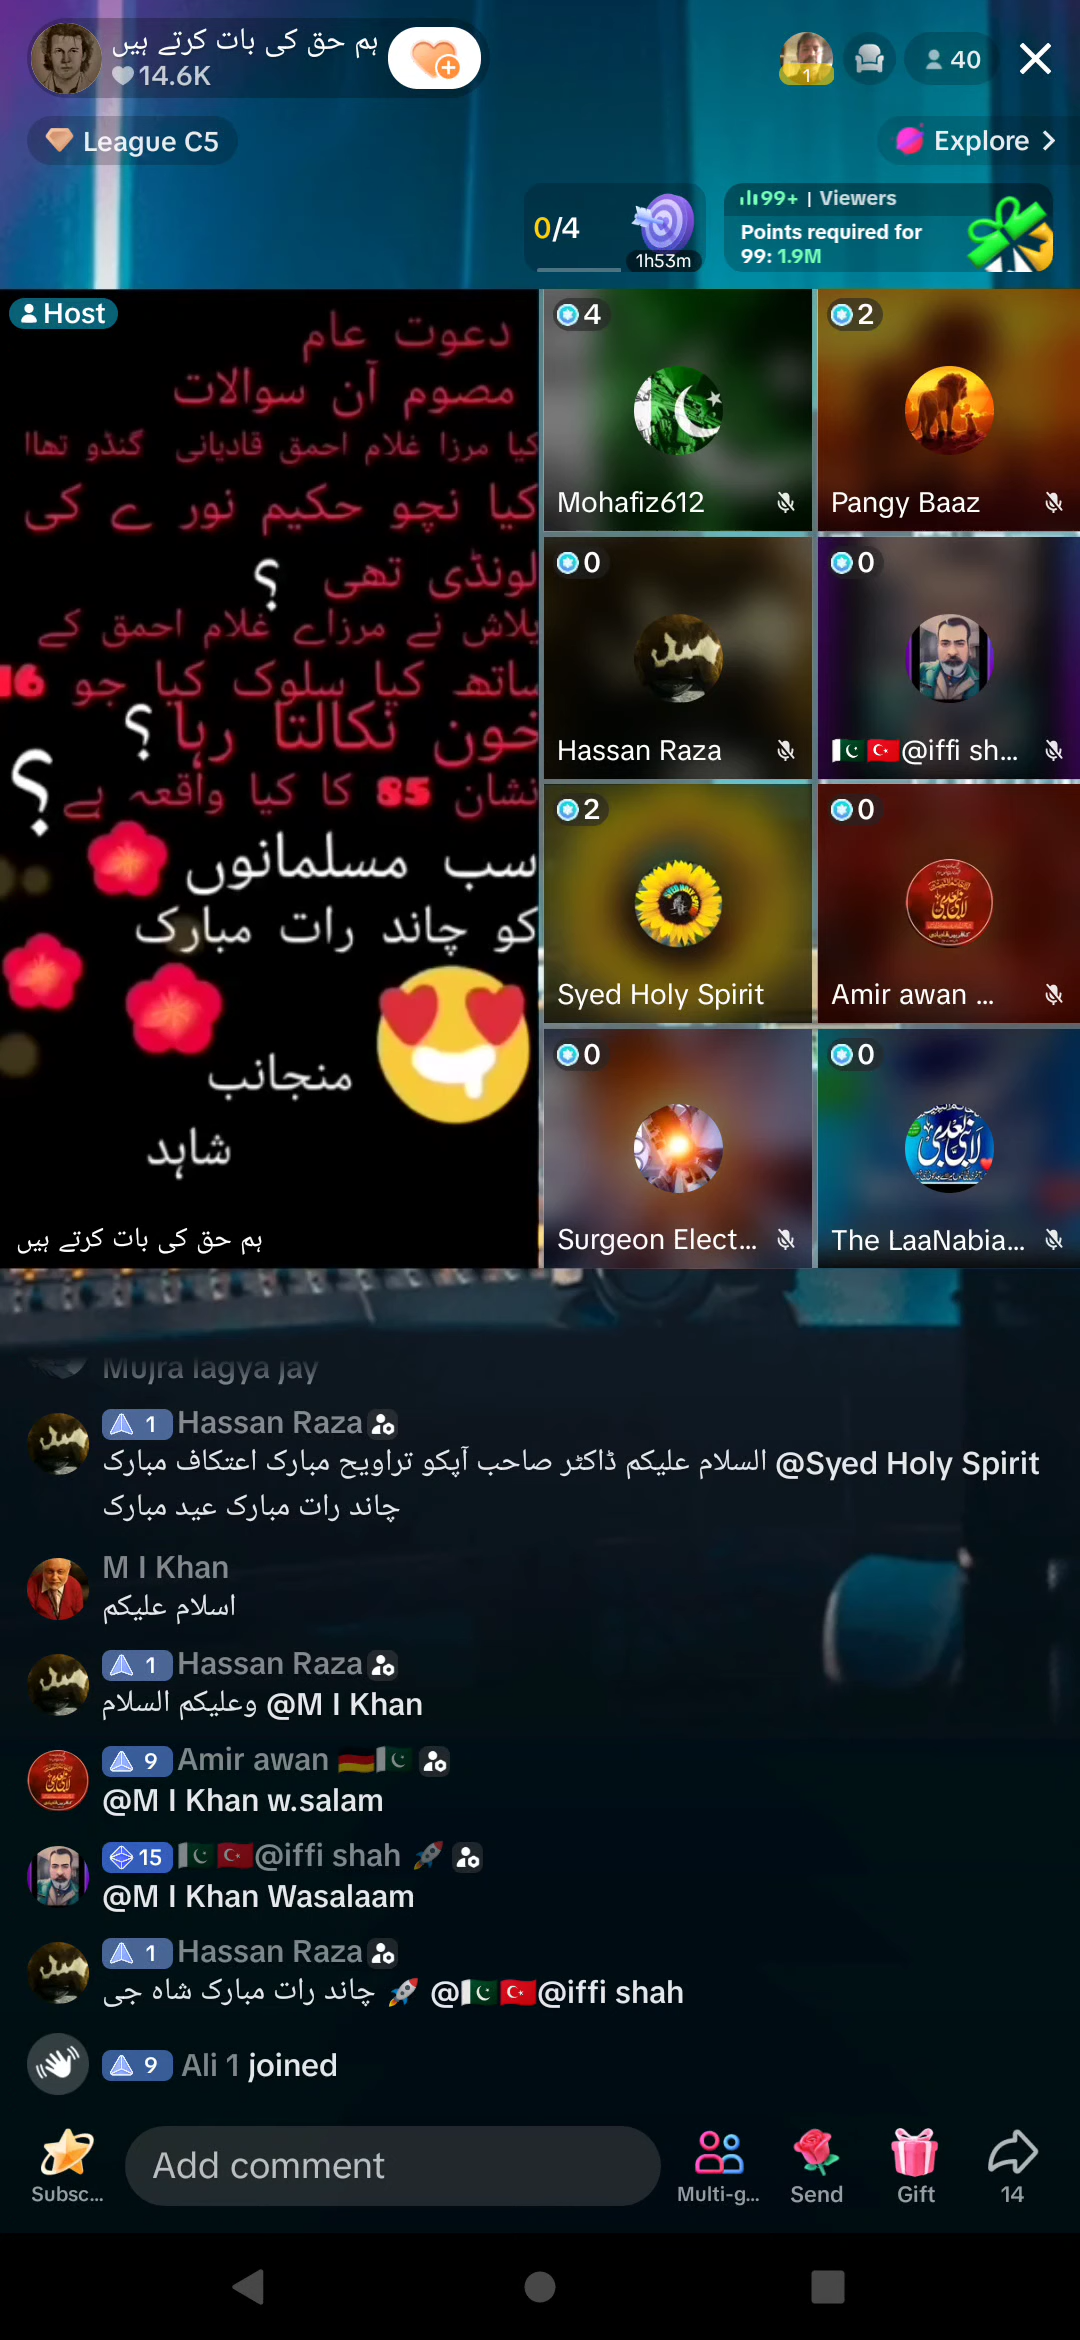 ہم حق کی بات کرتے ہیں
14.6K
1
40
League C5
Explore
0/4
1h53m
99+ | Viewers
Points required for
99: 1.9M
Host
دعوت عام
مصوم آن سوالات
کیا مرزا غلام احمق قادیانی گنڈو تھاا
کیا نچو حکیم نور ے کی
لونڈی تھی ؟
یلاش نے مرزاے غلام احمق کے
ساتھ کیا سلوک کیا جو 16
خون نکالتا رہا ؟
نشان 85 کا کیا واقعہ ہے ؟
سب مسلمانوں
کو چاند رات مبارک
منجانب
شاہد
ہم حق کی بات کرتے ہیں
4
Mohafiz612
2
Pangy Baaz
0
Hassan Raza
0
🇵🇰🇹🇷@iffi sh...
2
Syed Holy Spirit
0
Amir awan ...
0
Surgeon Elect...
0
The LaaNabia...
Mujra lagya jay
1 Hassan Raza
السلام علیکم ڈاکٹر صاحب آپکو تراویح مبارک اعتکاف مبارک @Syed Holy Spirit
چاند رات مبارک عید مبارک
M I Khan
اسلام علیکم
1 Hassan Raza
وعلیکم السلام @M I Khan
9 Amir awan 🇩🇪🇵🇰
@M I Khan w.salam
15 🇵🇰🇹🇷@iffi shah 🚀
@M I Khan Wasalaam
1 Hassan Raza
چاند رات مبارک شاہ جی 🚀 @🇵🇰🇹🇷@iffi shah
9 Ali 1 joined
Add comment
Subsc...
Multi-g...
Send
Gift
14